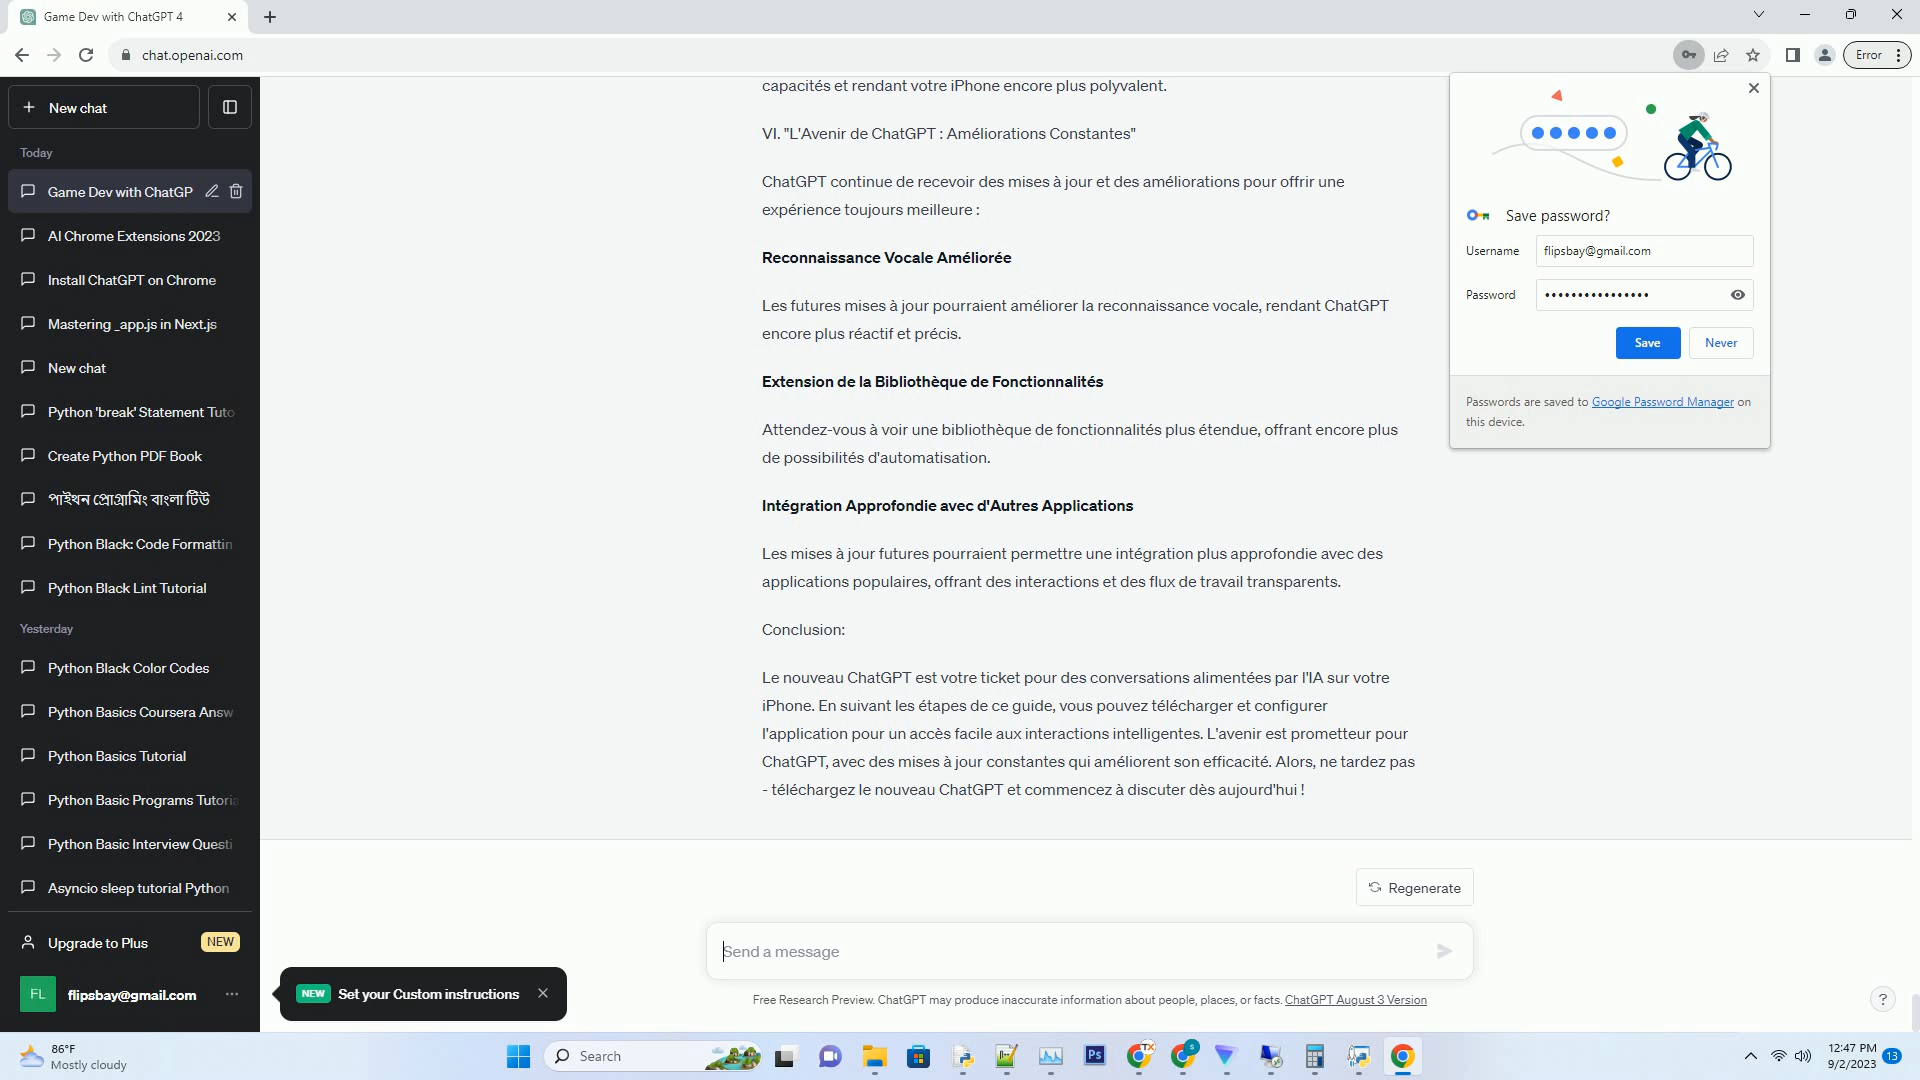 Game Dev with ChatGPT 4
chat.openai.com
Error
New chat
Today
Game Dev with ChatGP
AI Chrome Extensions 2023
Install ChatGPT on Chrome
Mastering _app.js in Next.js
New chat
Python 'break' Statement Tuto
Create Python PDF Book
পাইথন প্রোগ্রামিং বাংলা টিউ
Python Black: Code Formattin
Python Black Lint Tutorial
Yesterday
Python Black Color Codes
Python Basics Coursera Answ
Python Basics Tutorial
Python Basic Programs Tutoria
Python Basic Interview Questi
Asyncio sleep tutorial Python
Upgrade to Plus
NEW
FL
flipsbay@gmail.com
capacités et rendant votre iPhone encore plus polyvalent.
VI. "L'Avenir de ChatGPT : Améliorations Constantes"
ChatGPT continue de recevoir des mises à jour et des améliorations pour offrir une
expérience toujours meilleure :
Reconnaissance Vocale Améliorée
Les futures mises à jour pourraient améliorer la reconnaissance vocale, rendant ChatGPT
encore plus réactif et précis.
Extension de la Bibliothèque de Fonctionnalités
Attendez-vous à voir une bibliothèque de fonctionnalités plus étendue, offrant encore plus
de possibilités d'automatisation.
Intégration Approfondie avec d'Autres Applications
Les mises à jour futures pourraient permettre une intégration plus approfondie avec des
applications populaires, offrant des interactions et des flux de travail transparents.
Conclusion:
Le nouveau ChatGPT est votre ticket pour des conversations alimentées par l'IA sur votre
iPhone. En suivant les étapes de ce guide, vous pouvez télécharger et configurer
l'application pour un accès facile aux interactions intelligentes. L'avenir est prometteur pour
ChatGPT, avec des mises à jour constantes qui améliorent son efficacité. Alors, ne tardez pas
- téléchargez le nouveau ChatGPT et commencez à discuter dès aujourd'hui !
Save password?
Username
flipsbay@gmail.com
Password
••••••••••••••••
Save
Never
Passwords are saved to Google Password Manager on
this device.
Regenerate
Send a message
NEW
Set your Custom instructions
Free Research Preview. ChatGPT may produce inaccurate information about people, places, or facts. ChatGPT August 3 Version
?
86°F
Mostly cloudy
Search
Ps
TX
S
12:47 PM
9/2/2023
13